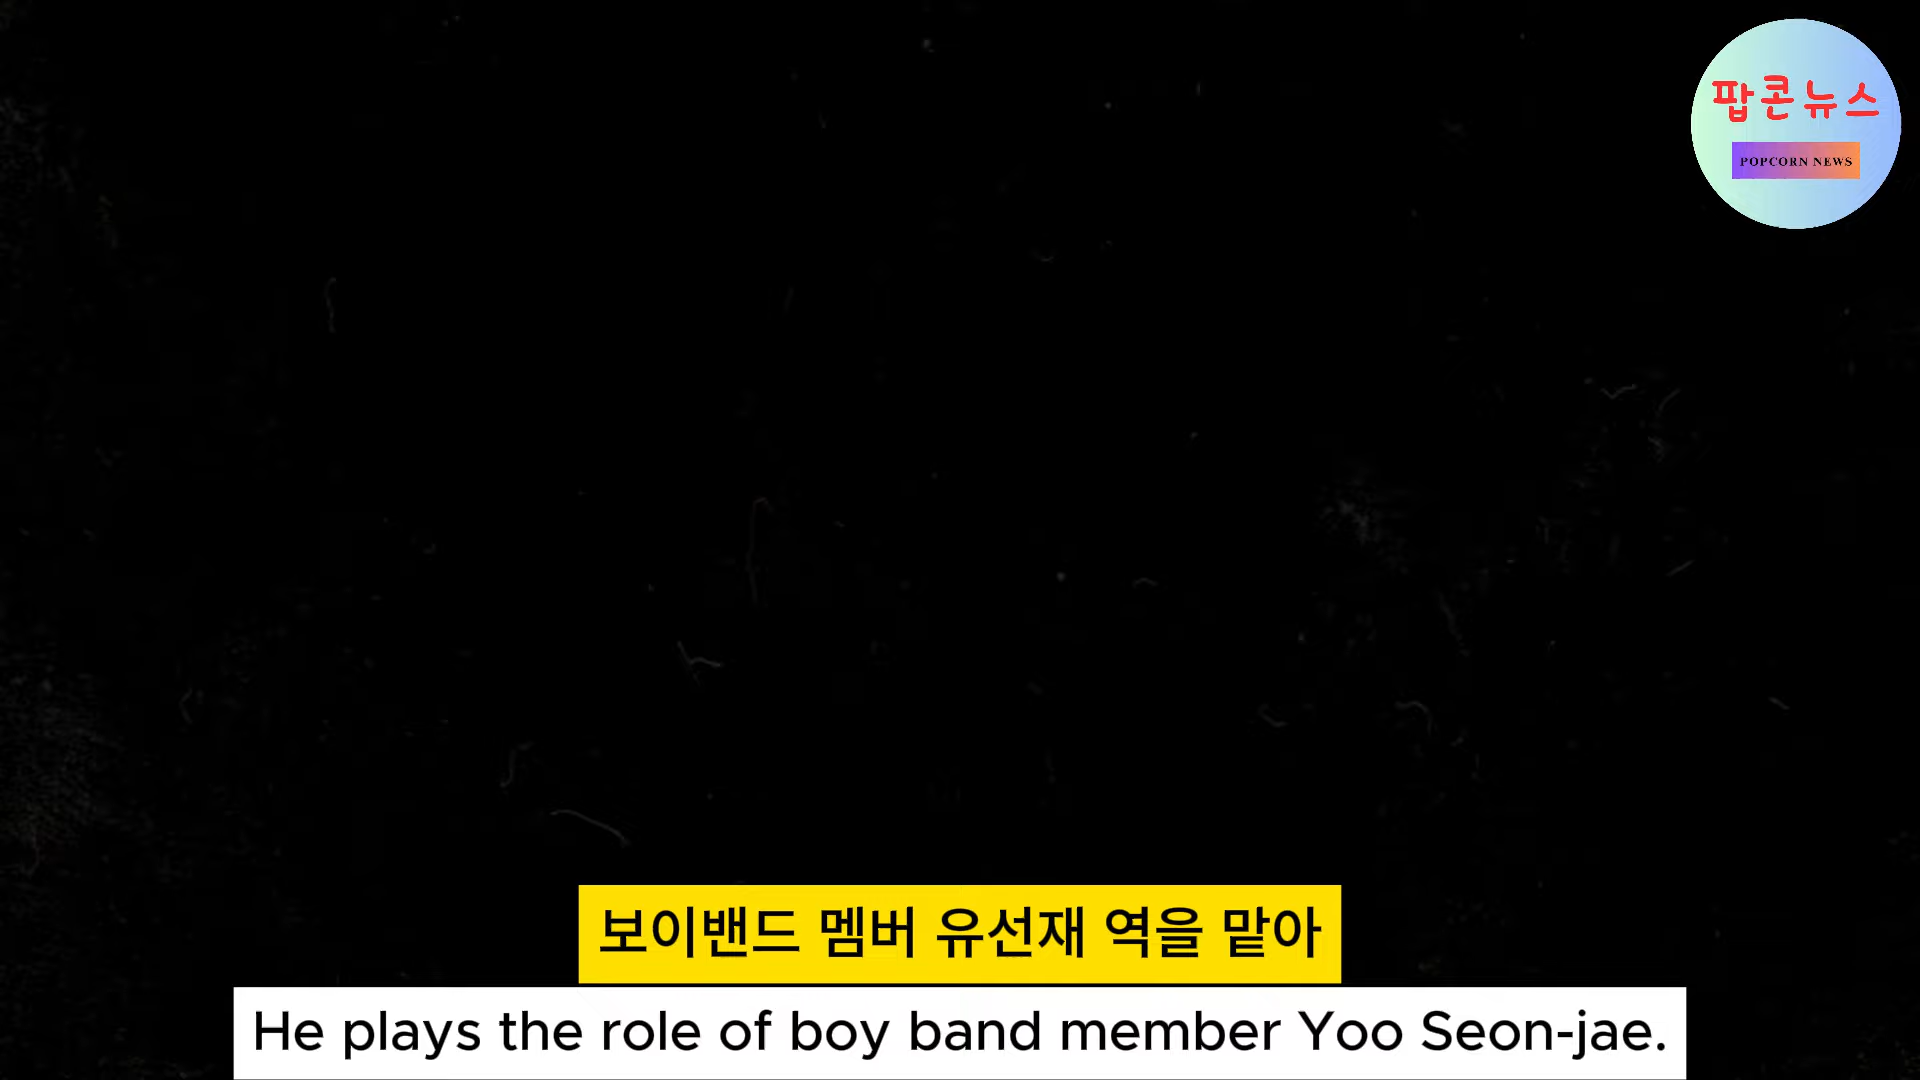 팝콘뉴스
POPCORN NEWS
보이밴드 멤버 유선재 역을 맡아
He plays the role of boy band member Yoo Seon-jae.